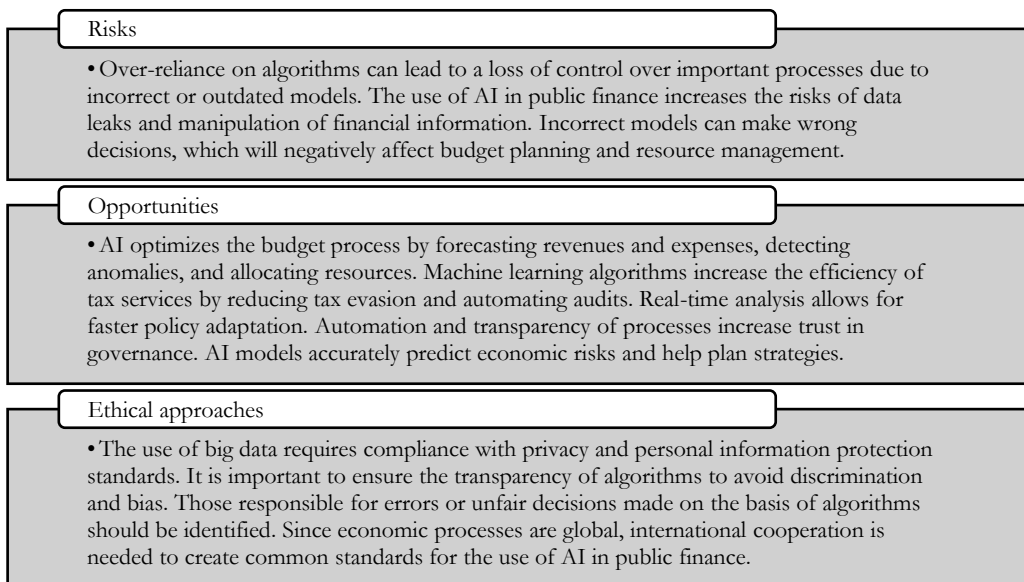 Risks
• Over-reliance on algorithms can lead to a loss of control over important processes due to
incorrect or outdated models. The use of AI in public finance increases the risks of data
leaks and manipulation of financial information. Incorrect models can make wrong
decisions, which will negatively affect budget planning and resource management.
Opportunities
• AI optimizes the budget process by forecasting revenues and expenses, detecting
anomalies, and allocating resources. Machine learning algorithms increase the efficiency of
tax services by reducing tax evasion and automating audits. Real-time analysis allows for
faster policy adaptation. Automation and transparency of processes increase trust in
governance. AI models accurately predict economic risks and help plan strategies.
Ethical approaches
• The use of big data requires compliance with privacy and personal information protection
standards. It is important to ensure the transparency of algorithms to avoid discrimination
and bias. Those responsible for errors or unfair decisions made on the basis of algorithms
should be identified. Since economic processes are global, international cooperation is
needed to create common standards for the use of AI in public finance.